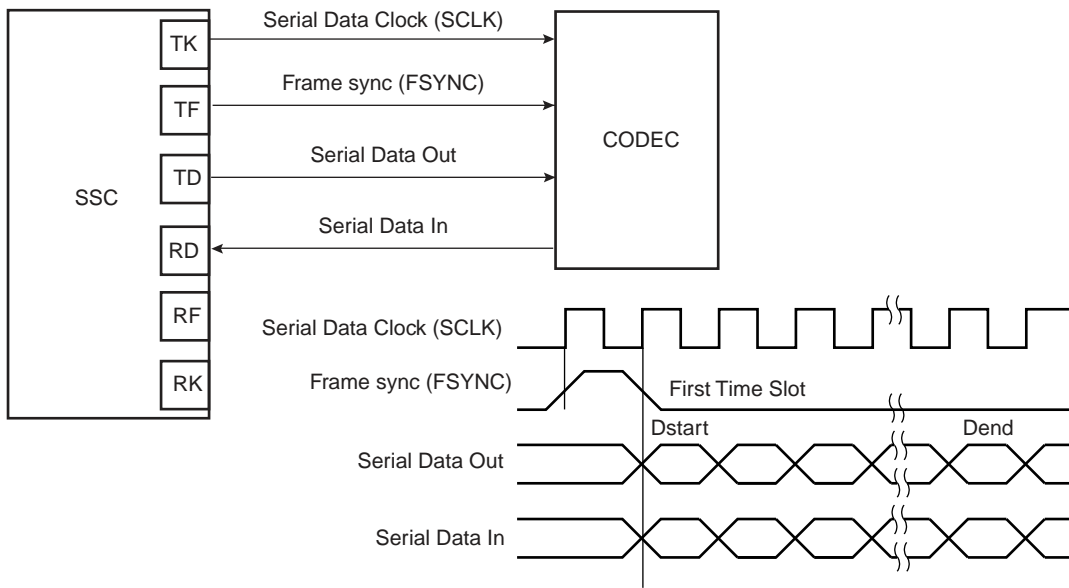 Serial Data Clock (SCLK)
TK
Frame sync (FSYNC)
TF
CODEC
Serial Data Out
TD
SSC
Serial Data In
RD
RF
Serial Data Clock (SCLK)
RK
Frame sync (FSYNC)
First Time Slot
Dstart
Dend
Serial Data Out
Serial Data In